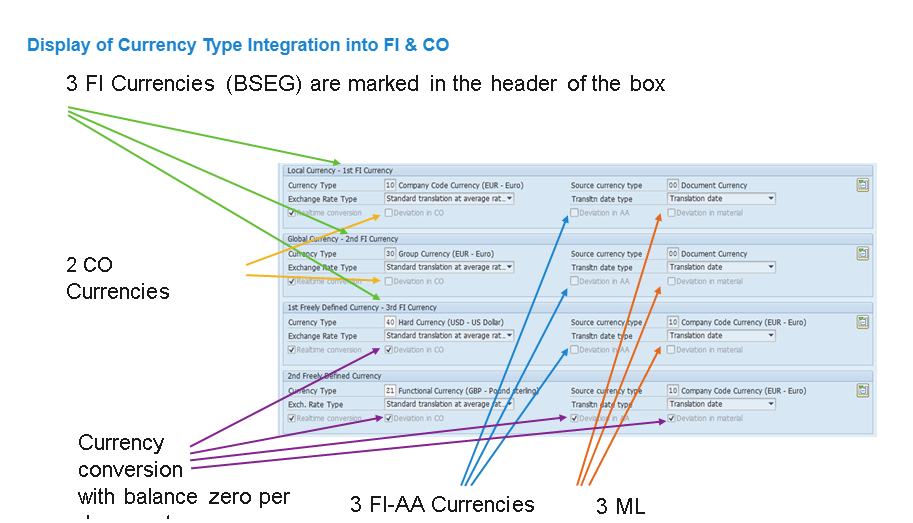 Display of Currency Type Integration into FI & CO
3 FI Currencies (BSEG) are marked in the header of the box
Local Currency - 1st FI Currency
Currency Type 10 Company Code Currency (EUR - Euro) Source currency type 00 Document Currency
Exchange Rate Type Standard translation at average rat.. Transltn date type Translation date
Realtime conversion Deviation in CO Deviation in AA Deviation in material
Global Currency - 2nd FI Currency
Currency Type 30 Group Currency (EUR - Euro) Source currency type 00 Document Currency
Exchange Rate Type Standard translation at average rat.. Transltn date type Translation date
Realtime conversion Deviation in CO Deviation in AA Deviation in material
2 CO
Currencies
1st Freely Defined Currency - 3rd FI Currency
Currency Type 40 Hard Currency (USD - US Dollar) Source currency type 10 Company Code Currency (EUR - Euro)
Exchange Rate Type Standard translation at average rat.. Transltn date type Translation date
Realtime conversion Deviation in CO Deviation in AA Deviation in material
2nd Freely Defined Currency
Currency Type Z1 Functional Currency (GBP - Pound sterling) Source currency type 10 Company Code Currency (EUR - Euro)
Exch. Rate Type Standard translation at average rat.. Transltn date type Translation date
Realtime conversion Deviation in CO Deviation in AA Deviation in material
Currency
conversion
with balance zero per
3 FI-AA Currencies
3 ML